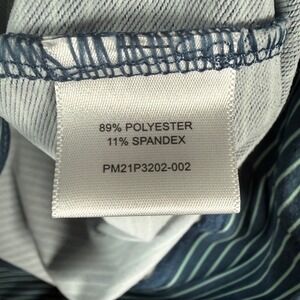 89% POLYESTER
11% SPANDEX
PM21P3202-002